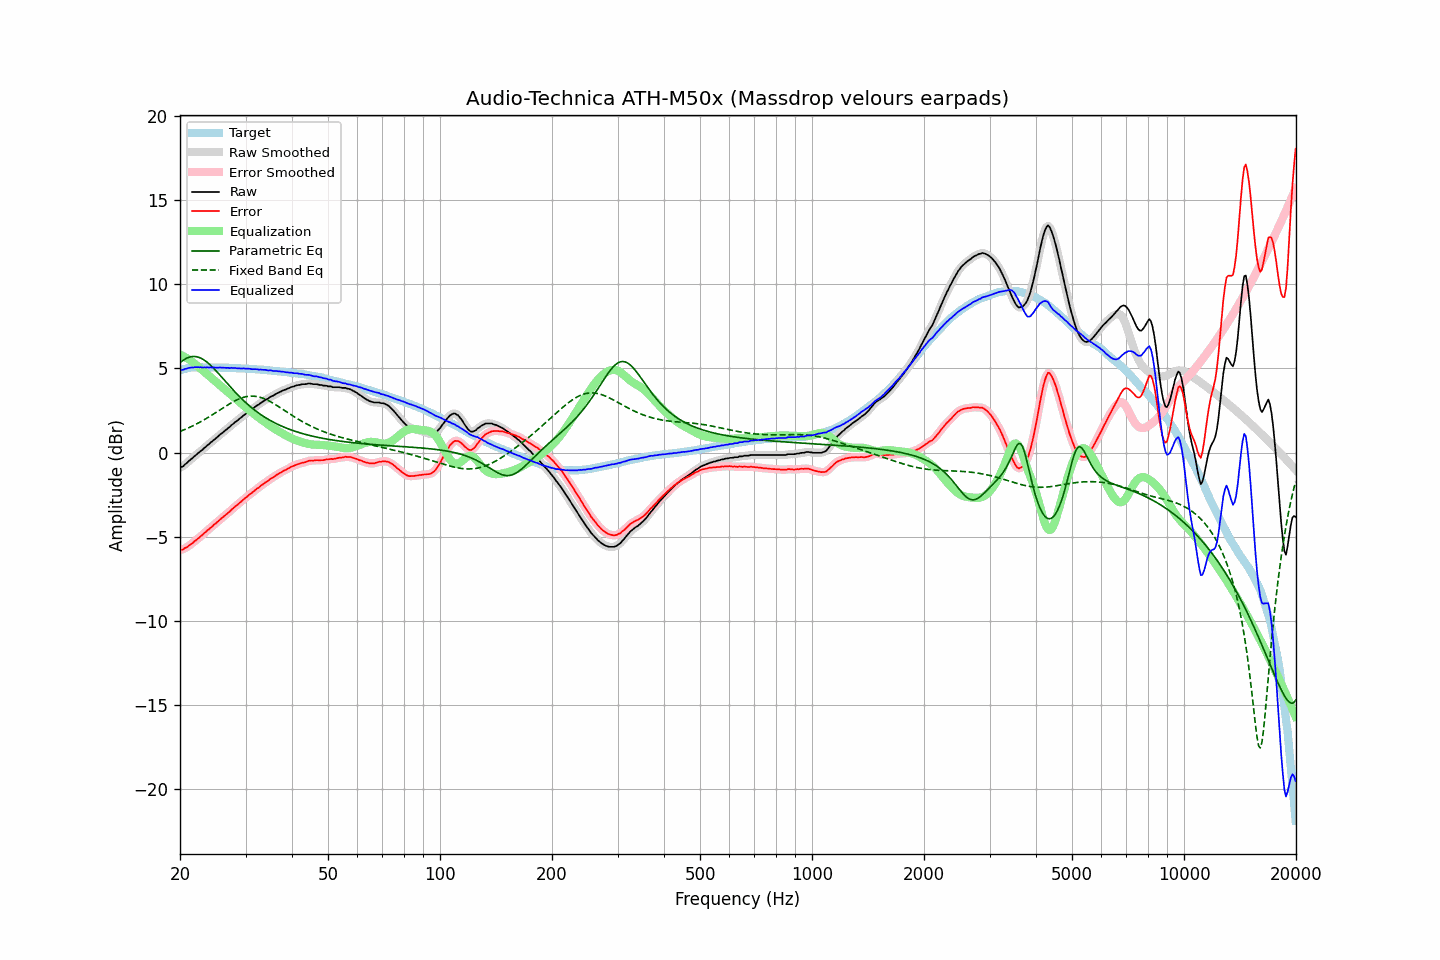 Audio-Technica ATH-M50x (Massdrop velours earpads)
Target
Raw Smoothed
Error Smoothed
Raw
Error
Equalization
Parametric Eq
Fixed Band Eq
Equalized
Amplitude (dBr)
20
15
10
5
0
−5
−10
−15
−20
20 50 100 200 500 1000 2000 5000 10000 20000
Frequency (Hz)